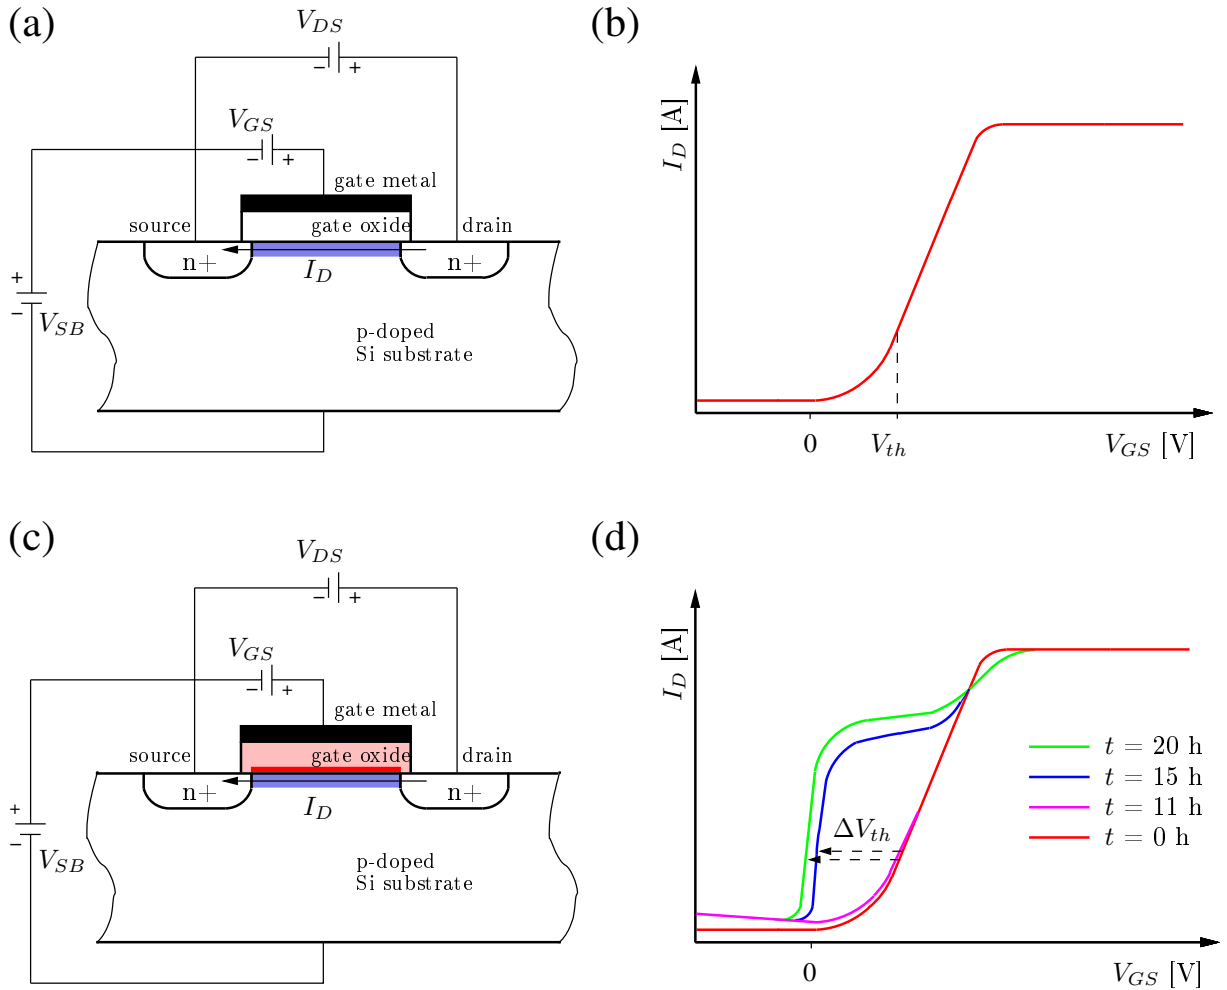 (a)
V_DS
− +
V_GS
− +
gate metal
source gate oxide drain
n+ n+
I_D
+
−
V_SB
p-doped
Si substrate
(b)
I_D [A]
0 V_th V_GS [V]
(c)
V_DS
− +
V_GS
− +
gate metal
source gate oxide drain
n+ n+
I_D
+
−
V_SB
p-doped
Si substrate
(d)
I_D [A]
ΔV_th
t = 20 h
t = 15 h
t = 11 h
t = 0 h
0 V_GS [V]